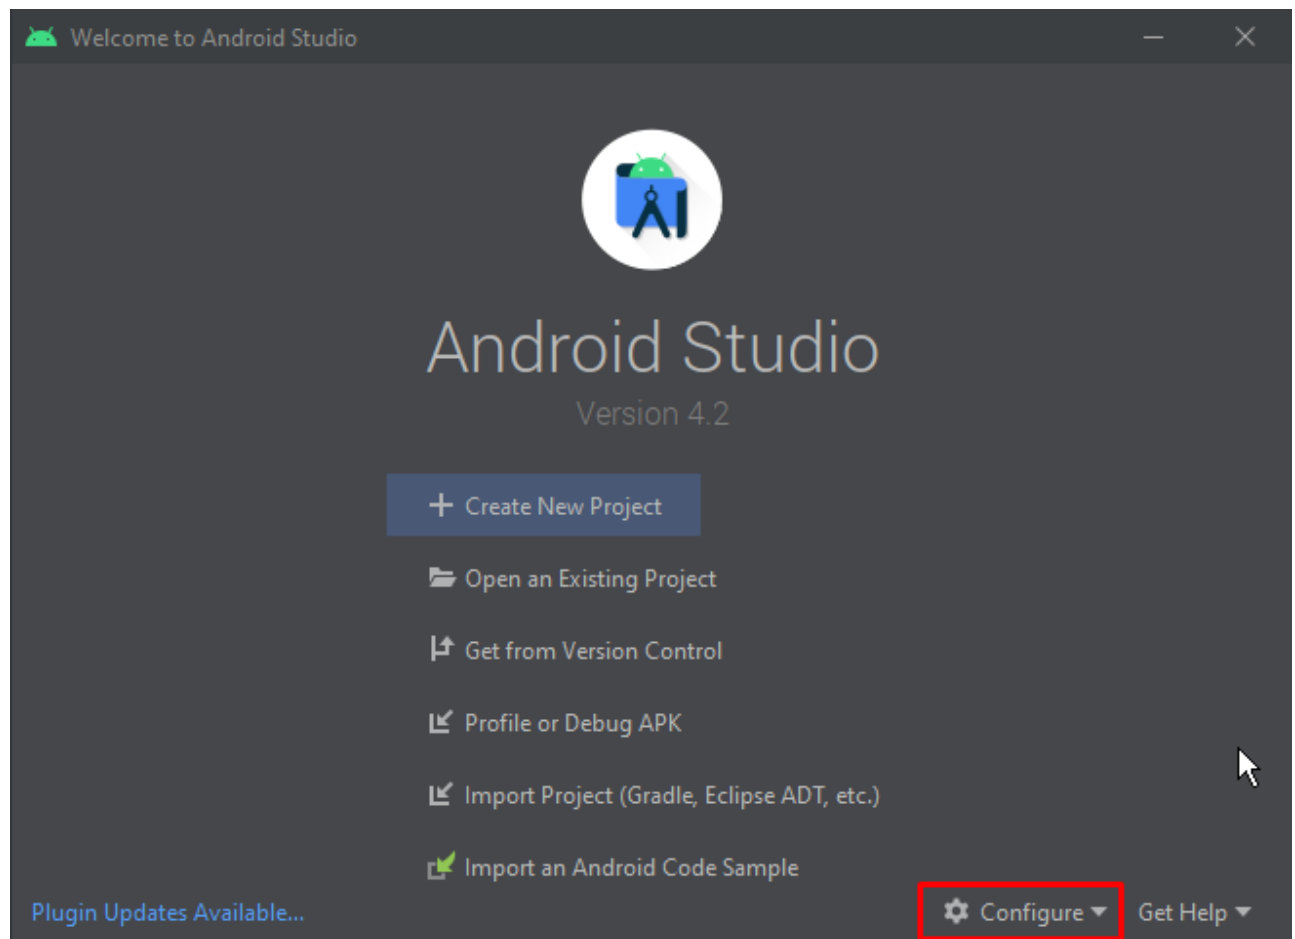 Welcome to Android Studio
Android Studio
Version 4.2
Create New Project
Open an Existing Project
Get from Version Control
Profile or Debug APK
Import Project (Gradle, Eclipse ADT, etc.)
Import an Android Code Sample
Plugin Updates Available... Configure Get Help